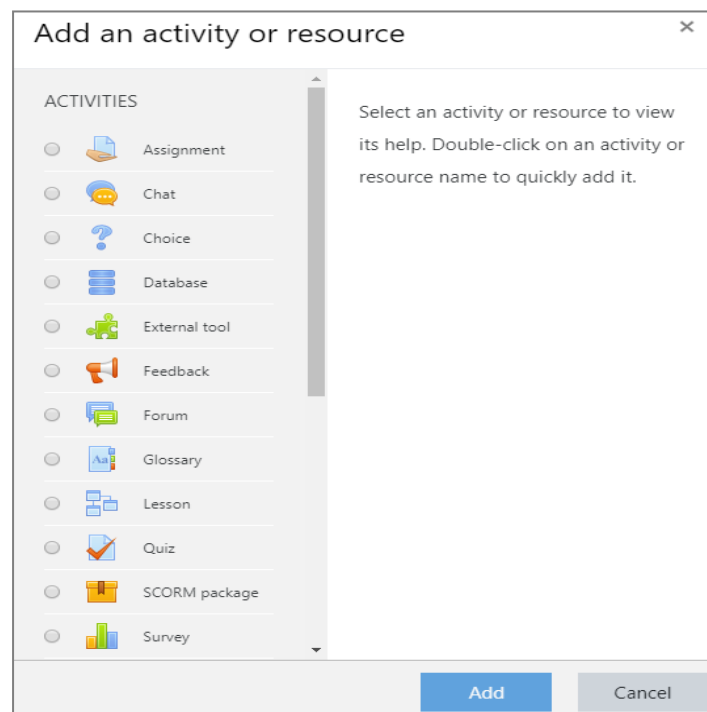 Add an activity or resource
×
ACTIVITIES
Assignment
Chat
Choice
Database
External tool
Feedback
Forum
Aa
Glossary
Lesson
Quiz
SCORM package
Survey
Select an activity or resource to view
its help. Double-click on an activity or
resource name to quickly add it.
Add
Cancel